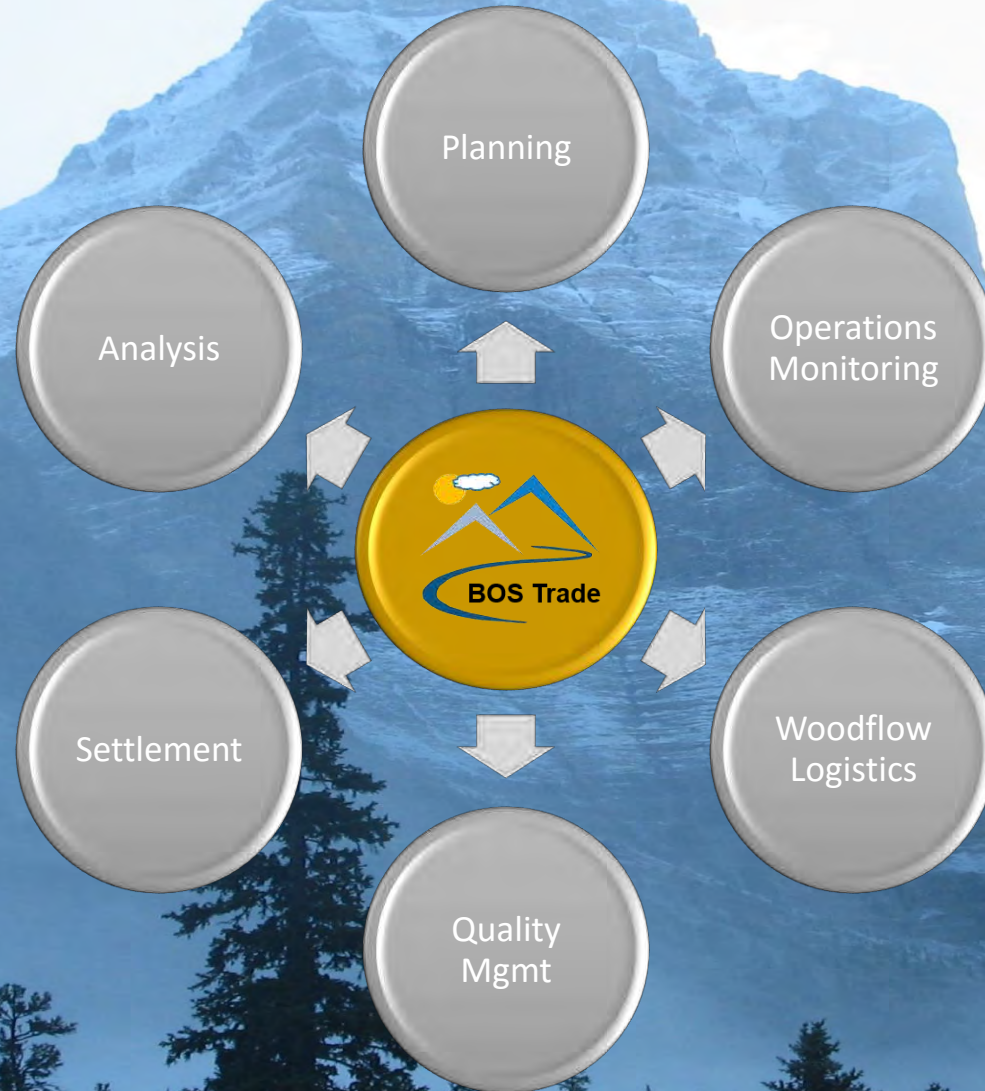 Planning
Operations
Monitoring
Woodflow
Logistics
Quality
Mgmt
Settlement
Analysis
BOS Trade